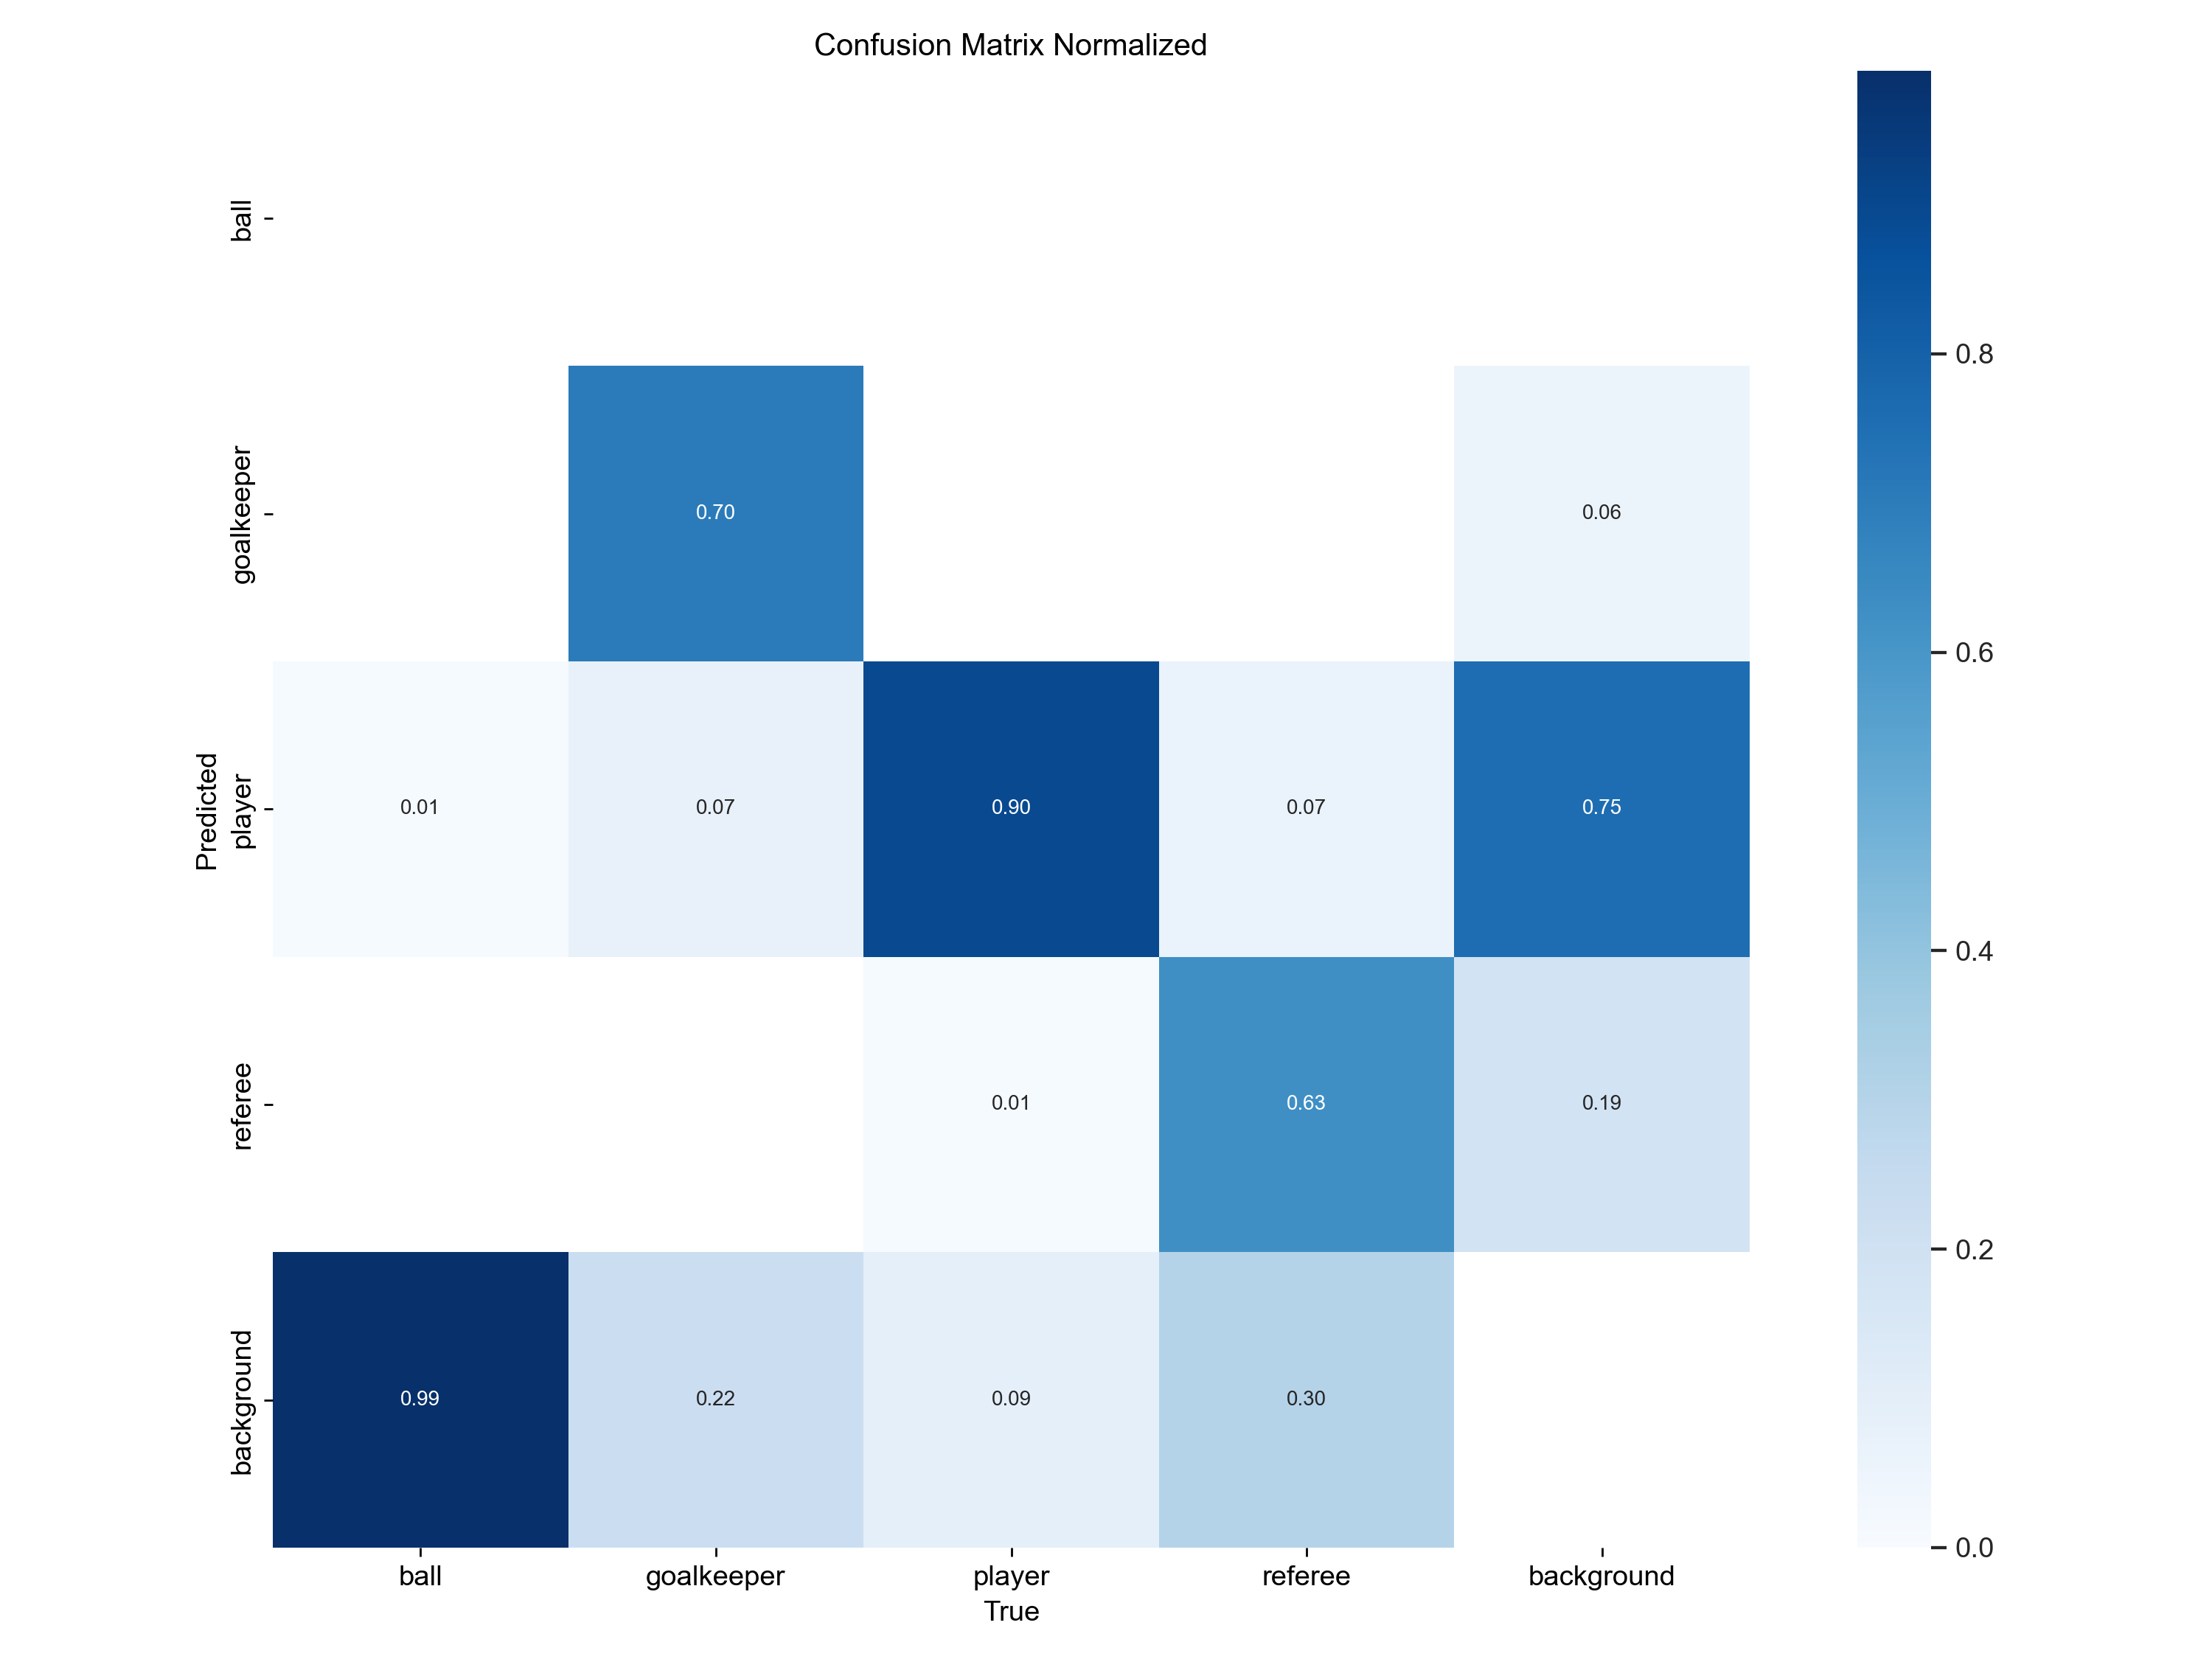 Confusion Matrix Normalized
ball
goalkeeper
0.70
0.06
0.8
0.6
Predicted
player
0.01
0.07
0.90
0.07
0.75
0.4
referee
0.01
0.63
0.19
0.2
background
0.99
0.22
0.09
0.30
0.0
ball
goalkeeper
player
referee
background
True